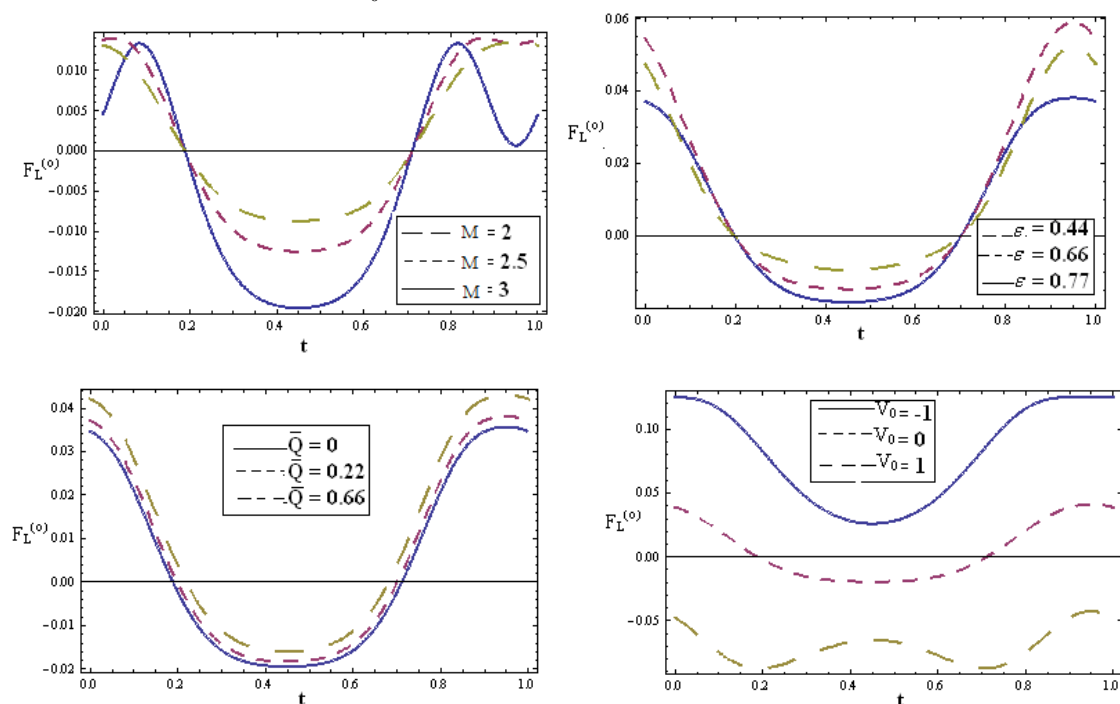 0.010
0.005
0.000
-0.005
-0.010
-0.015
-0.020
F_L^(o)
0.0 0.2 0.4 0.6 0.8 1.0
t
M = 2
M = 2.5
M = 3
0.06
0.04
0.02
0.00
F_L^(o)
0.0 0.2 0.4 0.6 0.8 1.0
t
ε = 0.44
ε = 0.66
ε = 0.77
0.04
0.03
0.02
0.01
0.00
-0.01
-0.02
F_L^(o)
0.0 0.2 0.4 0.6 0.8 1.0
t
Q̄ = 0
Q̄ = 0.22
Q̄ = 0.66
0.10
0.05
0.00
-0.05
F_L^(o)
0.0 0.2 0.4 0.6 0.8 1.0
t
V₀= -1
V₀= 0
V₀= 1